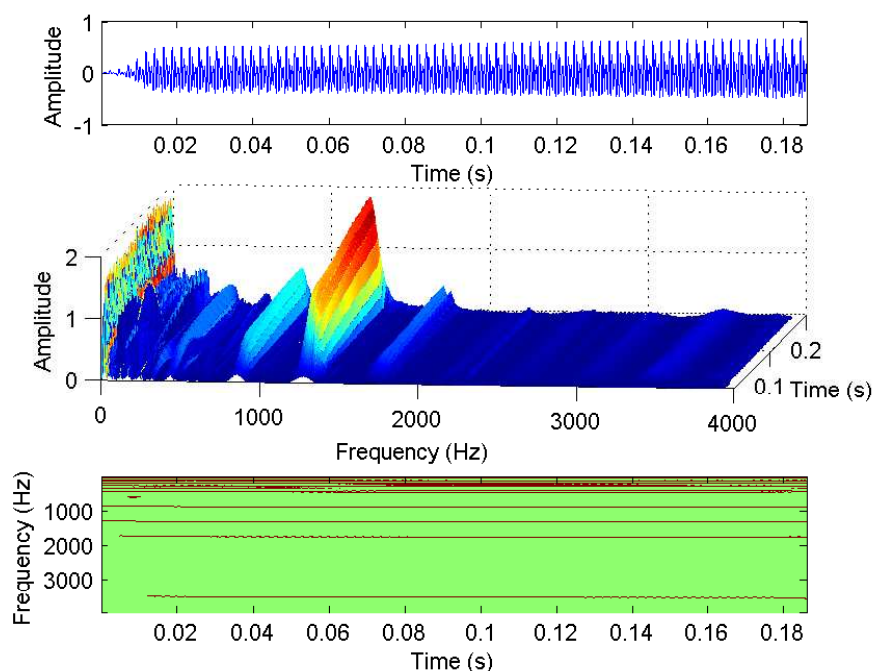 1
0
-1
Amplitude
0.02 0.04 0.06 0.08 0.1 0.12 0.14 0.16 0.18
Time (s)
2
1
0
Amplitude
0 1000 2000 3000 4000
Frequency (Hz)
0.1 0.2
Time (s)
1000
2000
3000
Frequency (Hz)
0.02 0.04 0.06 0.08 0.1 0.12 0.14 0.16 0.18
Time (s)